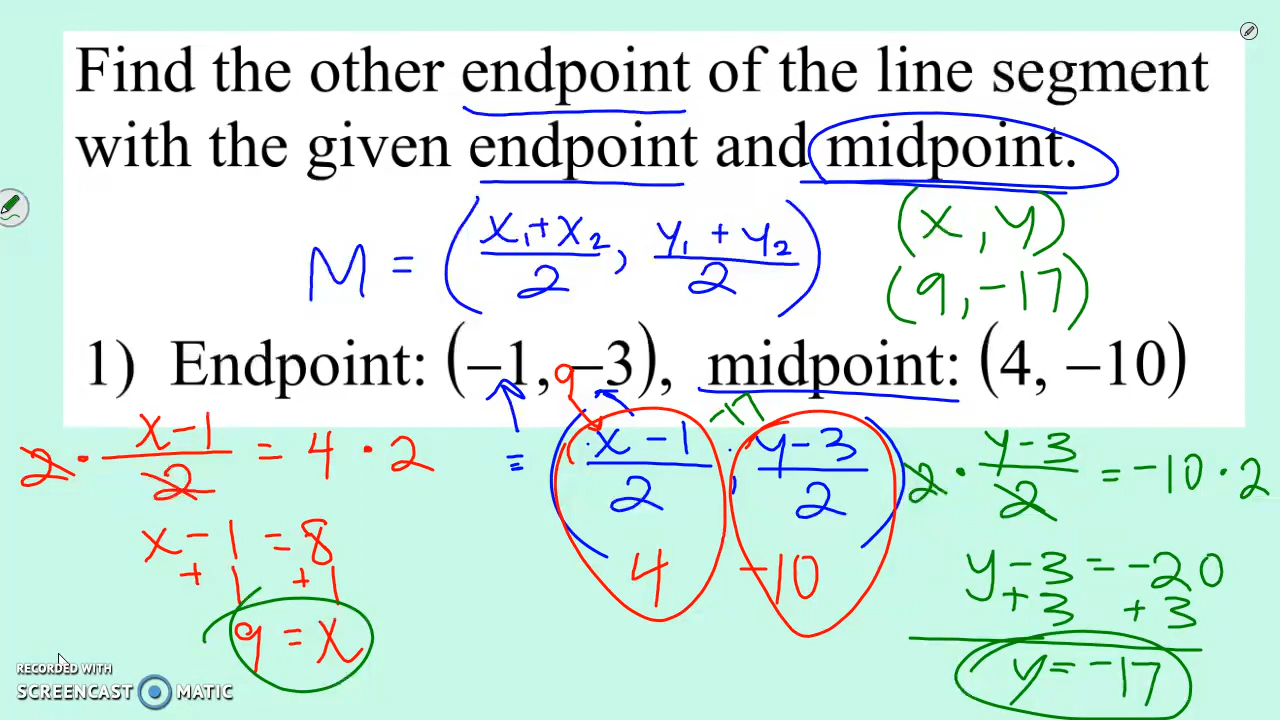 Find the other endpoint of the line segment
with the given endpoint and midpoint.
M = (x₁+x₂/2, y₁+y₂/2)
(x, y)
(9, -17)
1) Endpoint: (−1, −3), midpoint: (4, −10)
9
-17
2 · x-1/2 = 4 · 2
= (x-1/2, y-3/2)
2 · y-3/2 = -10 · 2
x - 1 = 8
+ 1 + 1
9 = x
4 -10
y - 3 = -20
+ 3 + 3
y = -17
RECORDED WITH
SCREENCAST MATIC